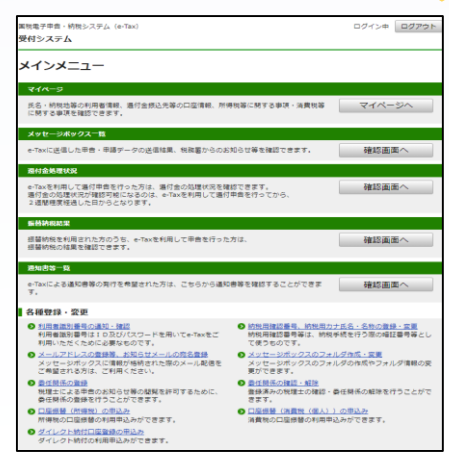 国税電子申告・納税システム（e-Tax）
ログイン中 ログアウト
受付システム
メインメニュー
マイページ
氏名・納税地等の利用者情報、還付金振込先等の口座情報、所得税等に関する事項・消費税等
に関する事項を確認できます。
マイページへ
メッセージボックス一覧
e-Taxに送信した申告・申請データの送信結果、税務署からのお知らせ等を確認できます。
確認画面へ
還付金処理状況
e-Taxを利用して還付申告を行った方は、還付金の処理状況を確認できます。
還付金の処理状況が確認可能になるのは、e-Taxを利用して還付申告を行ってから、
２週間程度経過した日からとなります。
確認画面へ
振替納税結果
振替納税を利用された方のうち、e-Taxを利用して申告を行った方は、
振替納税の結果を確認できます。
確認画面へ
通知書等一覧
e-Taxによる通知書等の発行を希望された方は、こちらから通知書等を確認することができま
す。
確認画面へ
各種登録・変更
利用者識別番号の通知・確認
利用者識別番号はＩＤ及びパスワードを用いてe-Taxをご
利用いただくために必要なものです。
納税用確認番号、納税用カナ氏名・名称の登録・変更
納税用確認番号等は、納税手続を行う際の暗証番号等とし
て使うものです。
メールアドレスの登録等、お知らせメールの宛名登録
メッセージボックスに情報が格納された際のメール配信を
ご希望される方は、ご利用ください。
メッセージボックスのフォルダ作成・変更
メッセージボックスのフォルダの作成やフォルダ情報の変
更ができます。
委任関係の登録
税理士による申告のお知らせ等の閲覧を許可するために、
委任関係の登録を行うことができます。
委任関係の確認・解除
登録済みの税理士の確認・委任関係の解除を行うことがで
きます。
口座振替（所得税）の申込み
所得税の口座振替の利用申込みができます。
口座振替（消費税（個人））の申込み
消費税の口座振替の利用申込みができます。
ダイレクト納付口座登録の申込み
ダイレクト納付の利用申込みができます。